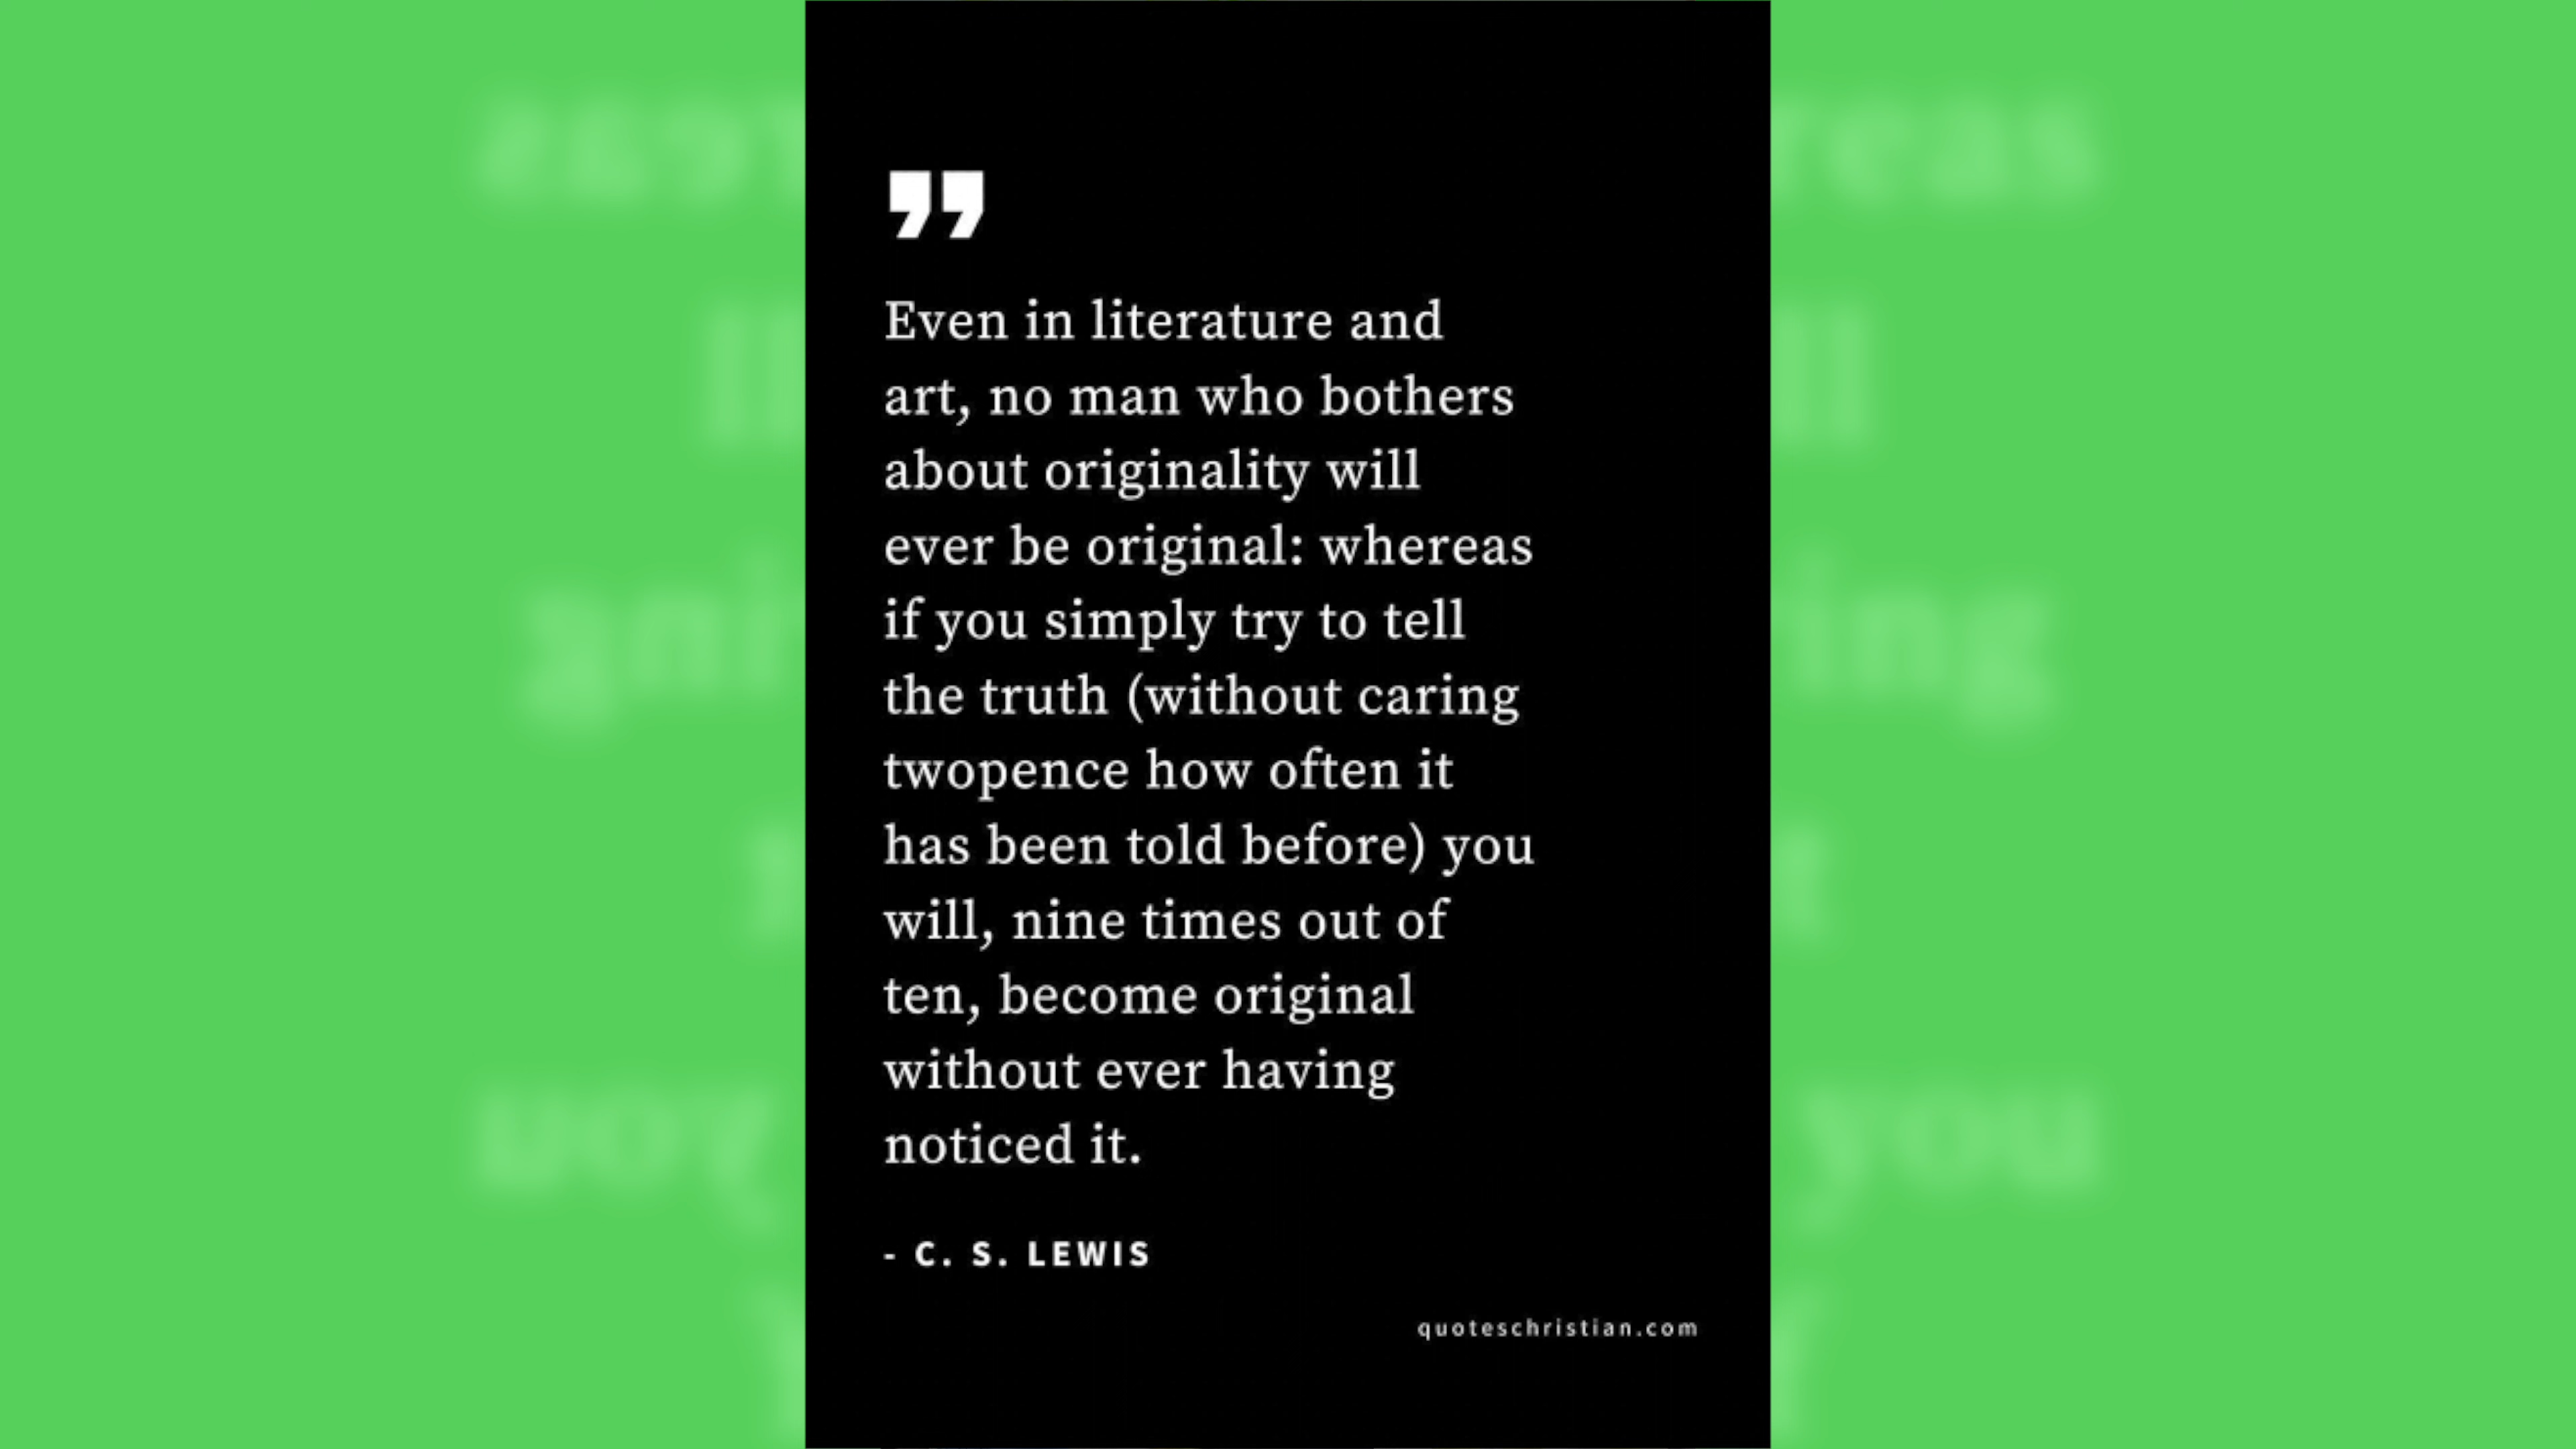 ”
Even in literature and
art, no man who bothers
about originality will
ever be original: whereas
if you simply try to tell
the truth (without caring
twopence how often it
has been told before) you
will, nine times out of
ten, become original
without ever having
noticed it.
- C. S. LEWIS
quoteschristian.com